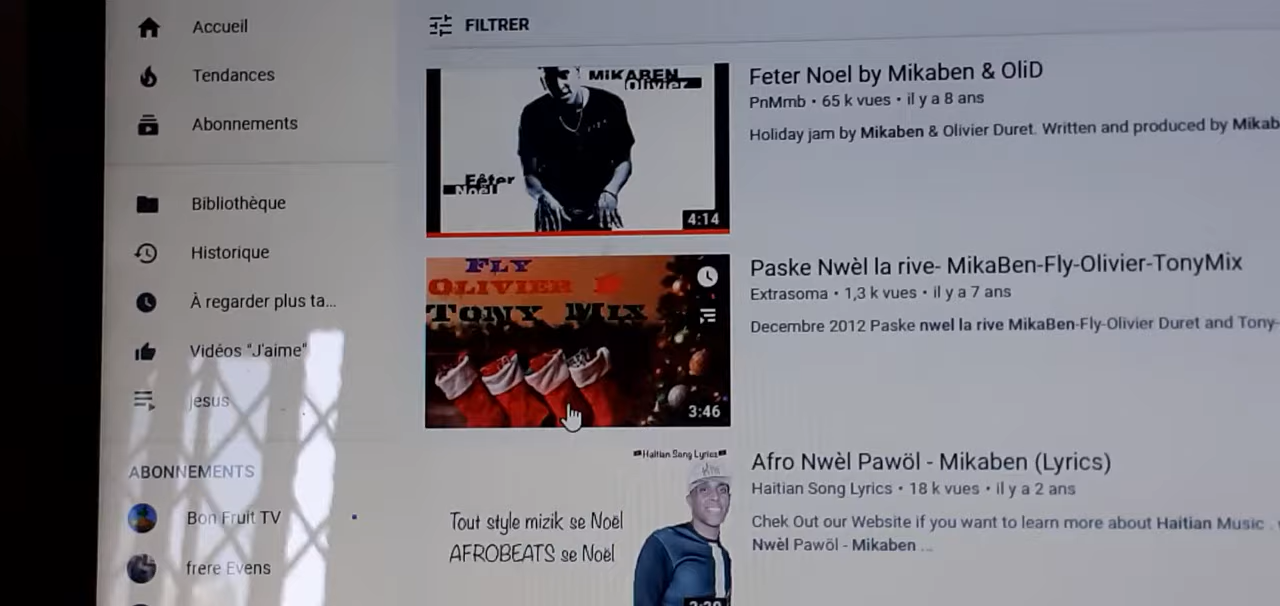 Accueil
Tendances
Abonnements
Bibliothèque
Historique
À regarder plus ta...
Vidéos "J'aime"
jesus
ABONNEMENTS
Bon Fruit TV
frere Evens
FILTRER
MIKABEN
Olivier
Fêter
Noël
4:14
Feter Noel by Mikaben & OliD
PnMmb • 65 k vues • il y a 8 ans
Holiday jam by Mikaben & Olivier Duret. Written and produced by Mikab
FLY
OLIVIER D
TONY MIX
3:46
Paske Nwèl la rive- MikaBen-Fly-Olivier-TonyMix
Extrasoma • 1,3 k vues • il y a 7 ans
Decembre 2012 Paske nwel la rive MikaBen-Fly-Olivier Duret and Tony-
Haitian Song Lyrics
Tout style mizik se Noël
AFROBEATS se Noël
Afro Nwèl Pawöl - Mikaben (Lyrics)
Haitian Song Lyrics • 18 k vues • il y a 2 ans
Chek Out our Website if you want to learn more about Haitian Music
Nwèl Pawöl - Mikaben ...